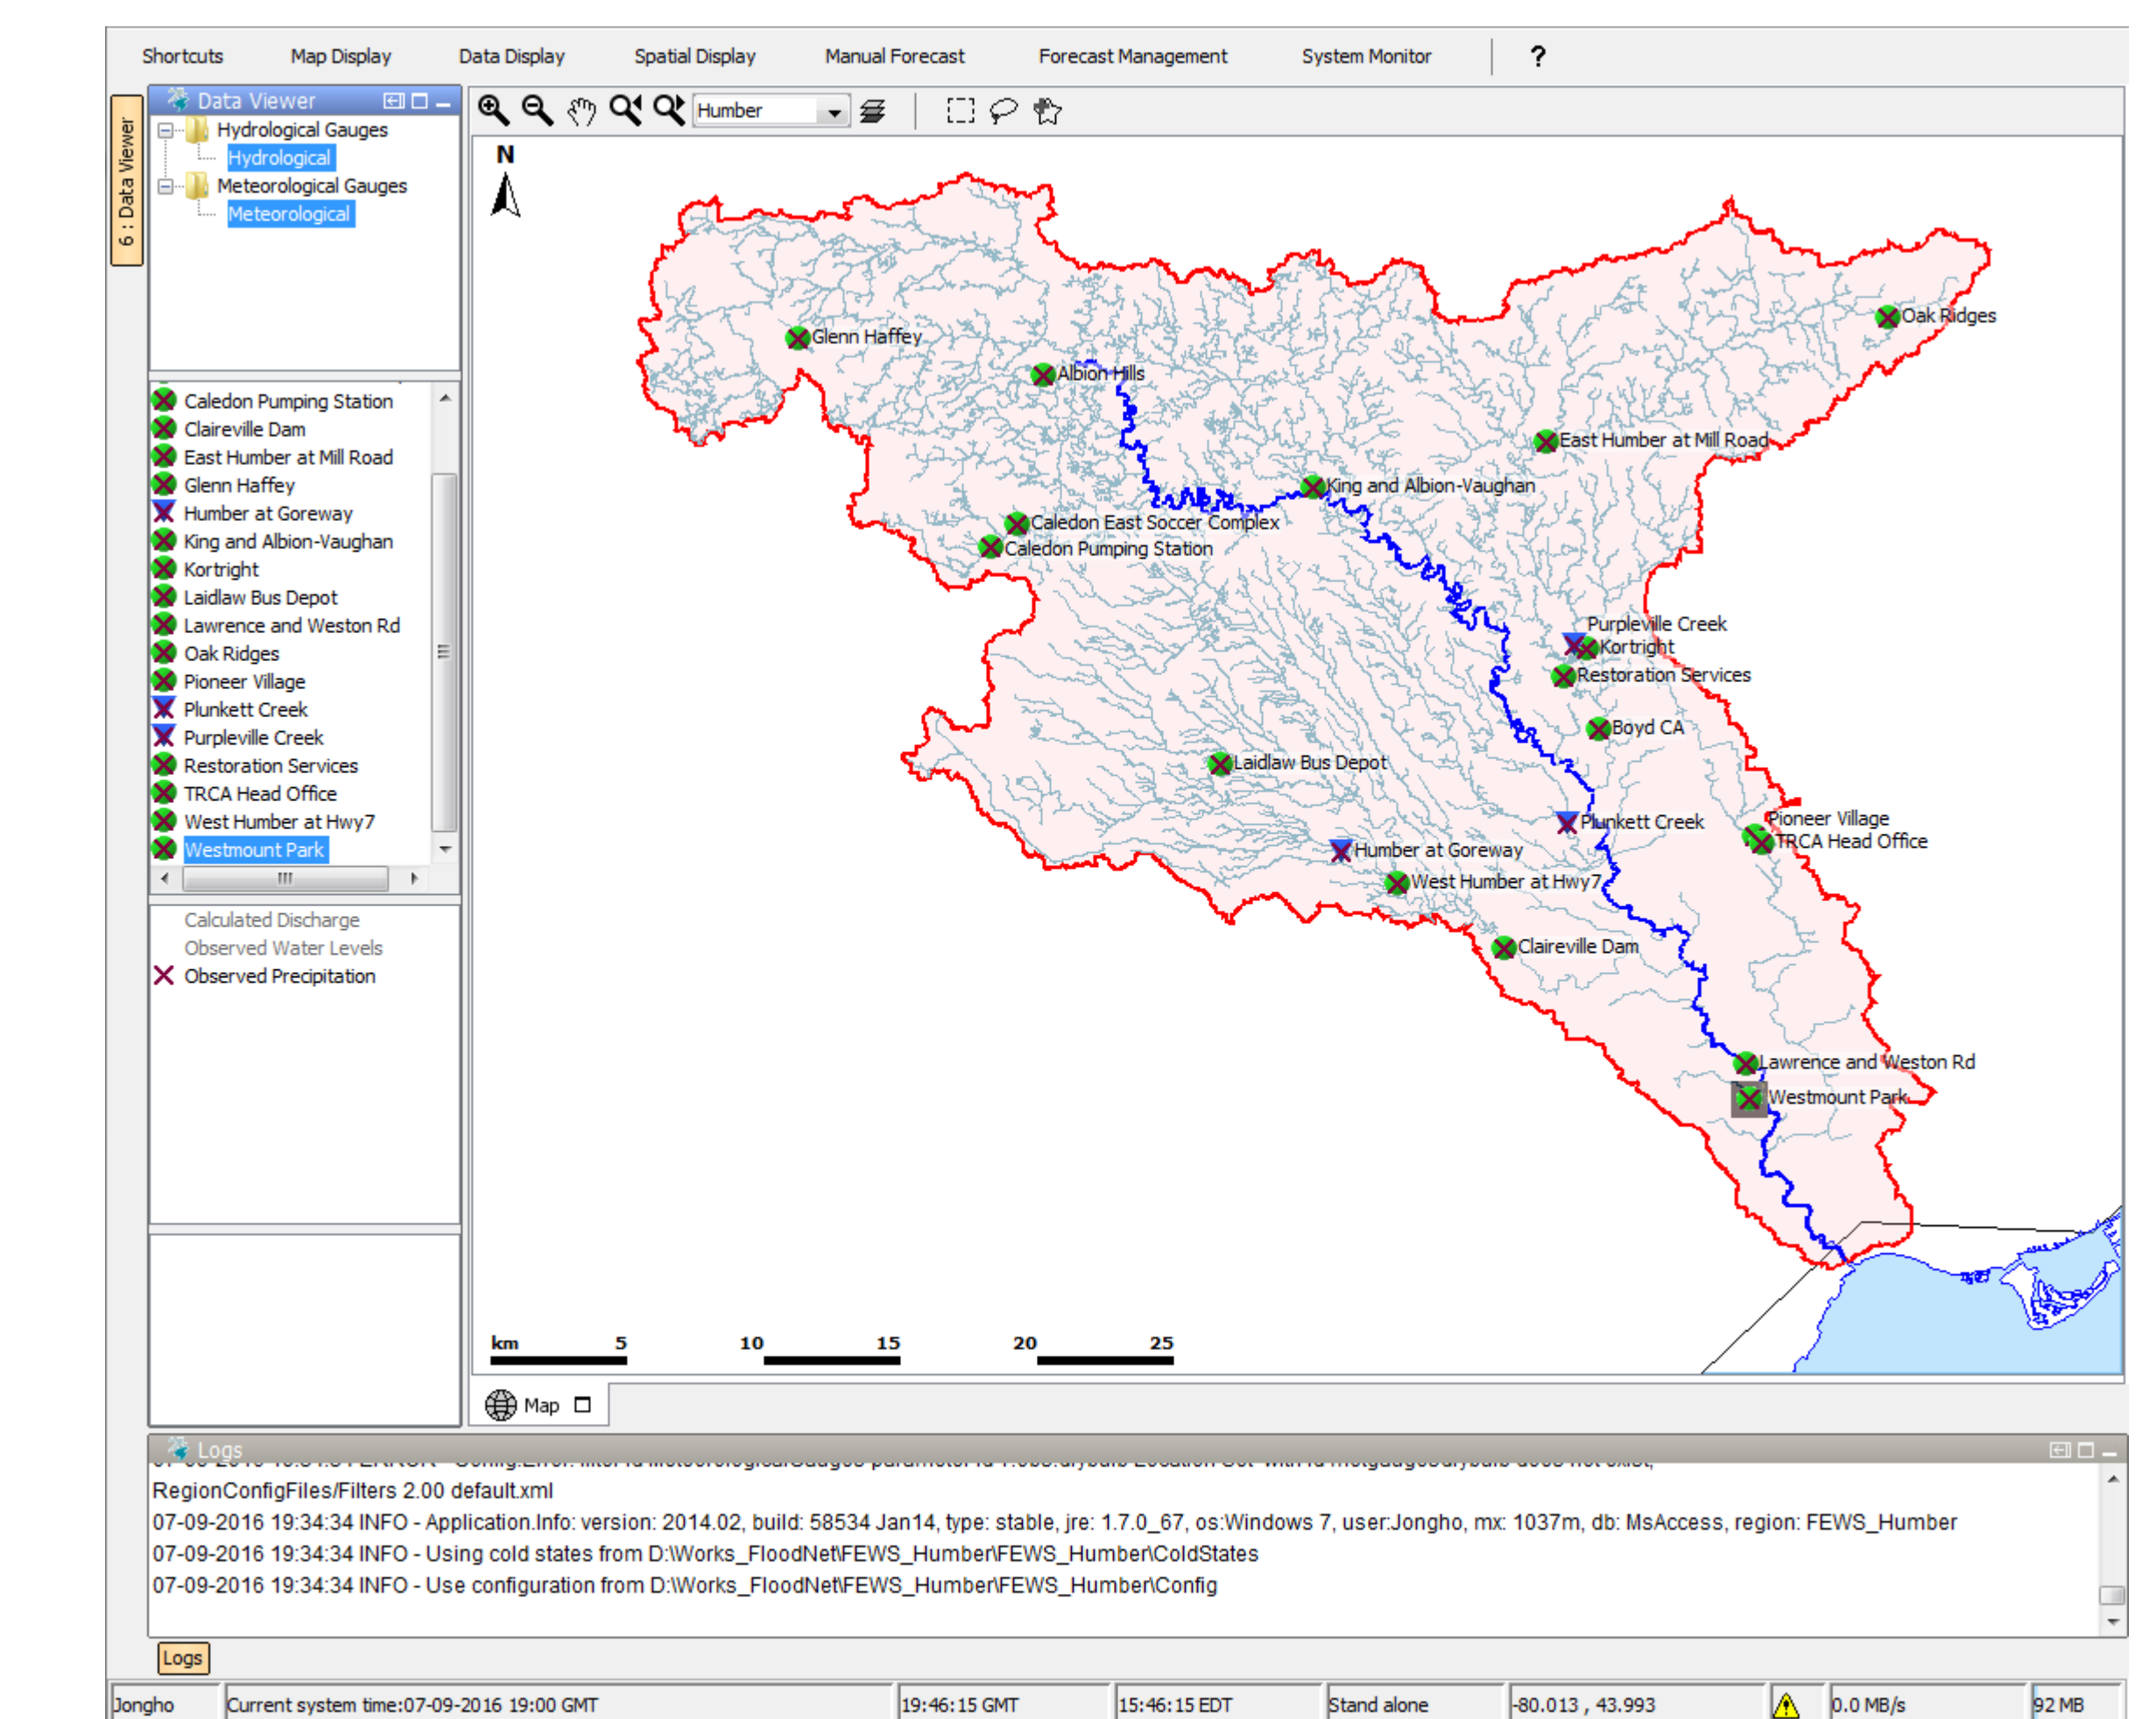 Shortcuts Map Display Data Display Spatial Display Manual Forecast Forecast Management System Monitor ?
6 : Data Viewer
Data Viewer
Hydrological Gauges
Hydrological
Meteorological Gauges
Meteorological
Caledon Pumping Station
Claireville Dam
East Humber at Mill Road
Glenn Haffey
Humber at Goreway
King and Albion-Vaughan
Kortright
Laidlaw Bus Depot
Lawrence and Weston Rd
Oak Ridges
Pioneer Village
Plunkett Creek
Purpleville Creek
Restoration Services
TRCA Head Office
West Humber at Hwy7
Westmount Park
Calculated Discharge
Observed Water Levels
Observed Precipitation
Humber
N
Oak Ridges
Glenn Haffey
Albion Hills
East Humber at Mill Road
King and Albion-Vaughan
Caledon East Soccer Complex
Caledon Pumping Station
Purpleville Creek
Kortright
Restoration Services
Boyd CA
Laidlaw Bus Depot
Pioneer Village
Plunkett Creek
TRCA Head Office
Humber at Goreway
West Humber at Hwy7
Claireville Dam
Lawrence and Weston Rd
Westmount Park
km 5 10 15 20 25
Map
Logs
RegionConfigFiles/Filters 2.00 default.xml
07-09-2016 19:34:34 INFO - Application.Info: version: 2014.02, build: 58534 Jan14, type: stable, jre: 1.7.0_67, os:Windows 7, user:Jongho, mx: 1037m, db: MsAccess, region: FEWS_Humber
07-09-2016 19:34:34 INFO - Using cold states from D:\Works_FloodNet\FEWS_Humber\FEWS_Humber\ColdStates
07-09-2016 19:34:34 INFO - Use configuration from D:\Works_FloodNet\FEWS_Humber\FEWS_Humber\Config
Logs
Jongho Current system time:07-09-2016 19:00 GMT 19:46:15 GMT 15:46:15 EDT Stand alone -80.013 , 43.993 0.0 MB/s 92 MB